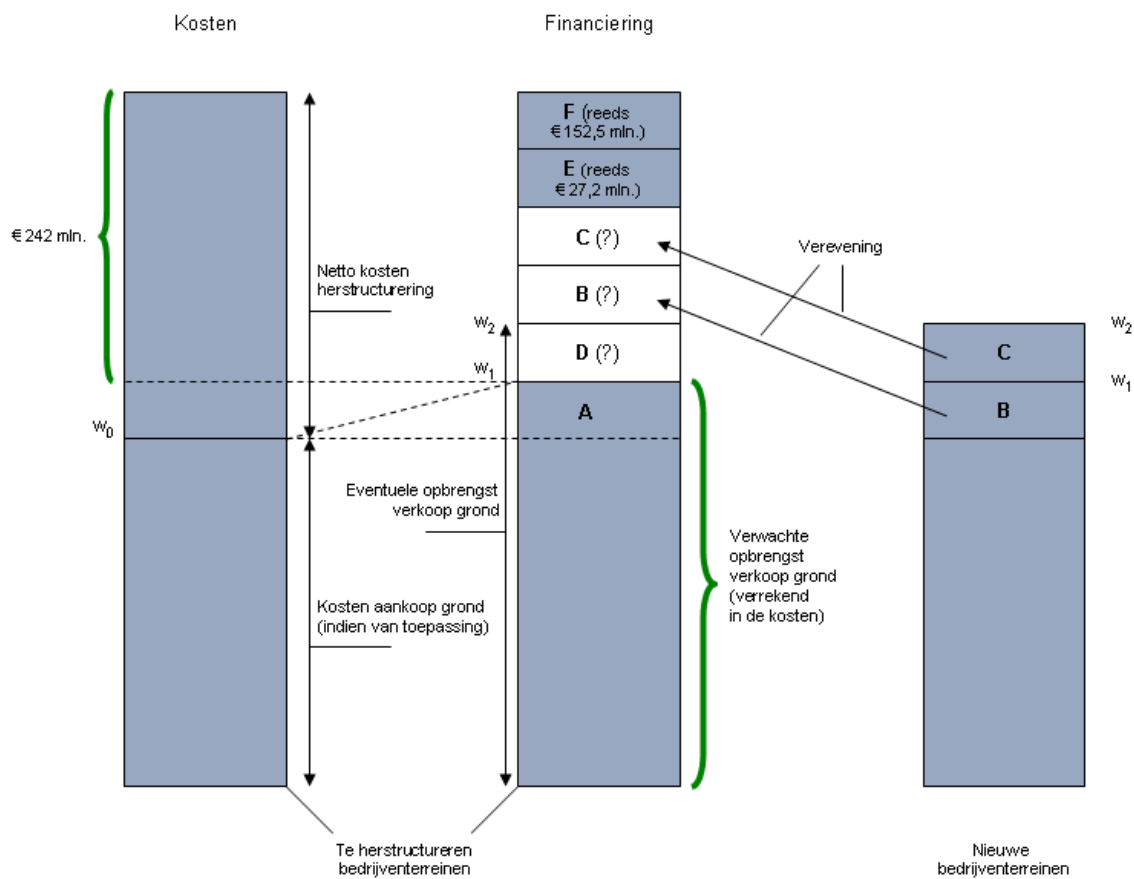 Kosten
Financiering
F (reeds
€ 152,5 mln.)
E (reeds
€ 27,2 mln.)
€ 242 mln.
C (?)
Verevening
Netto kosten
herstructurering
B (?)
W2
W2
D (?)
C
W1
W1
A
B
W0
Eventuele opbrengst
verkoop grond
Verwachte
opbrengst
verkoop grond
(verrekend
in de kosten)
Kosten aankoop grond
(indien van toepassing)
Te herstructureren
bedrijventerreinen
Nieuwe
bedrijventerreinen